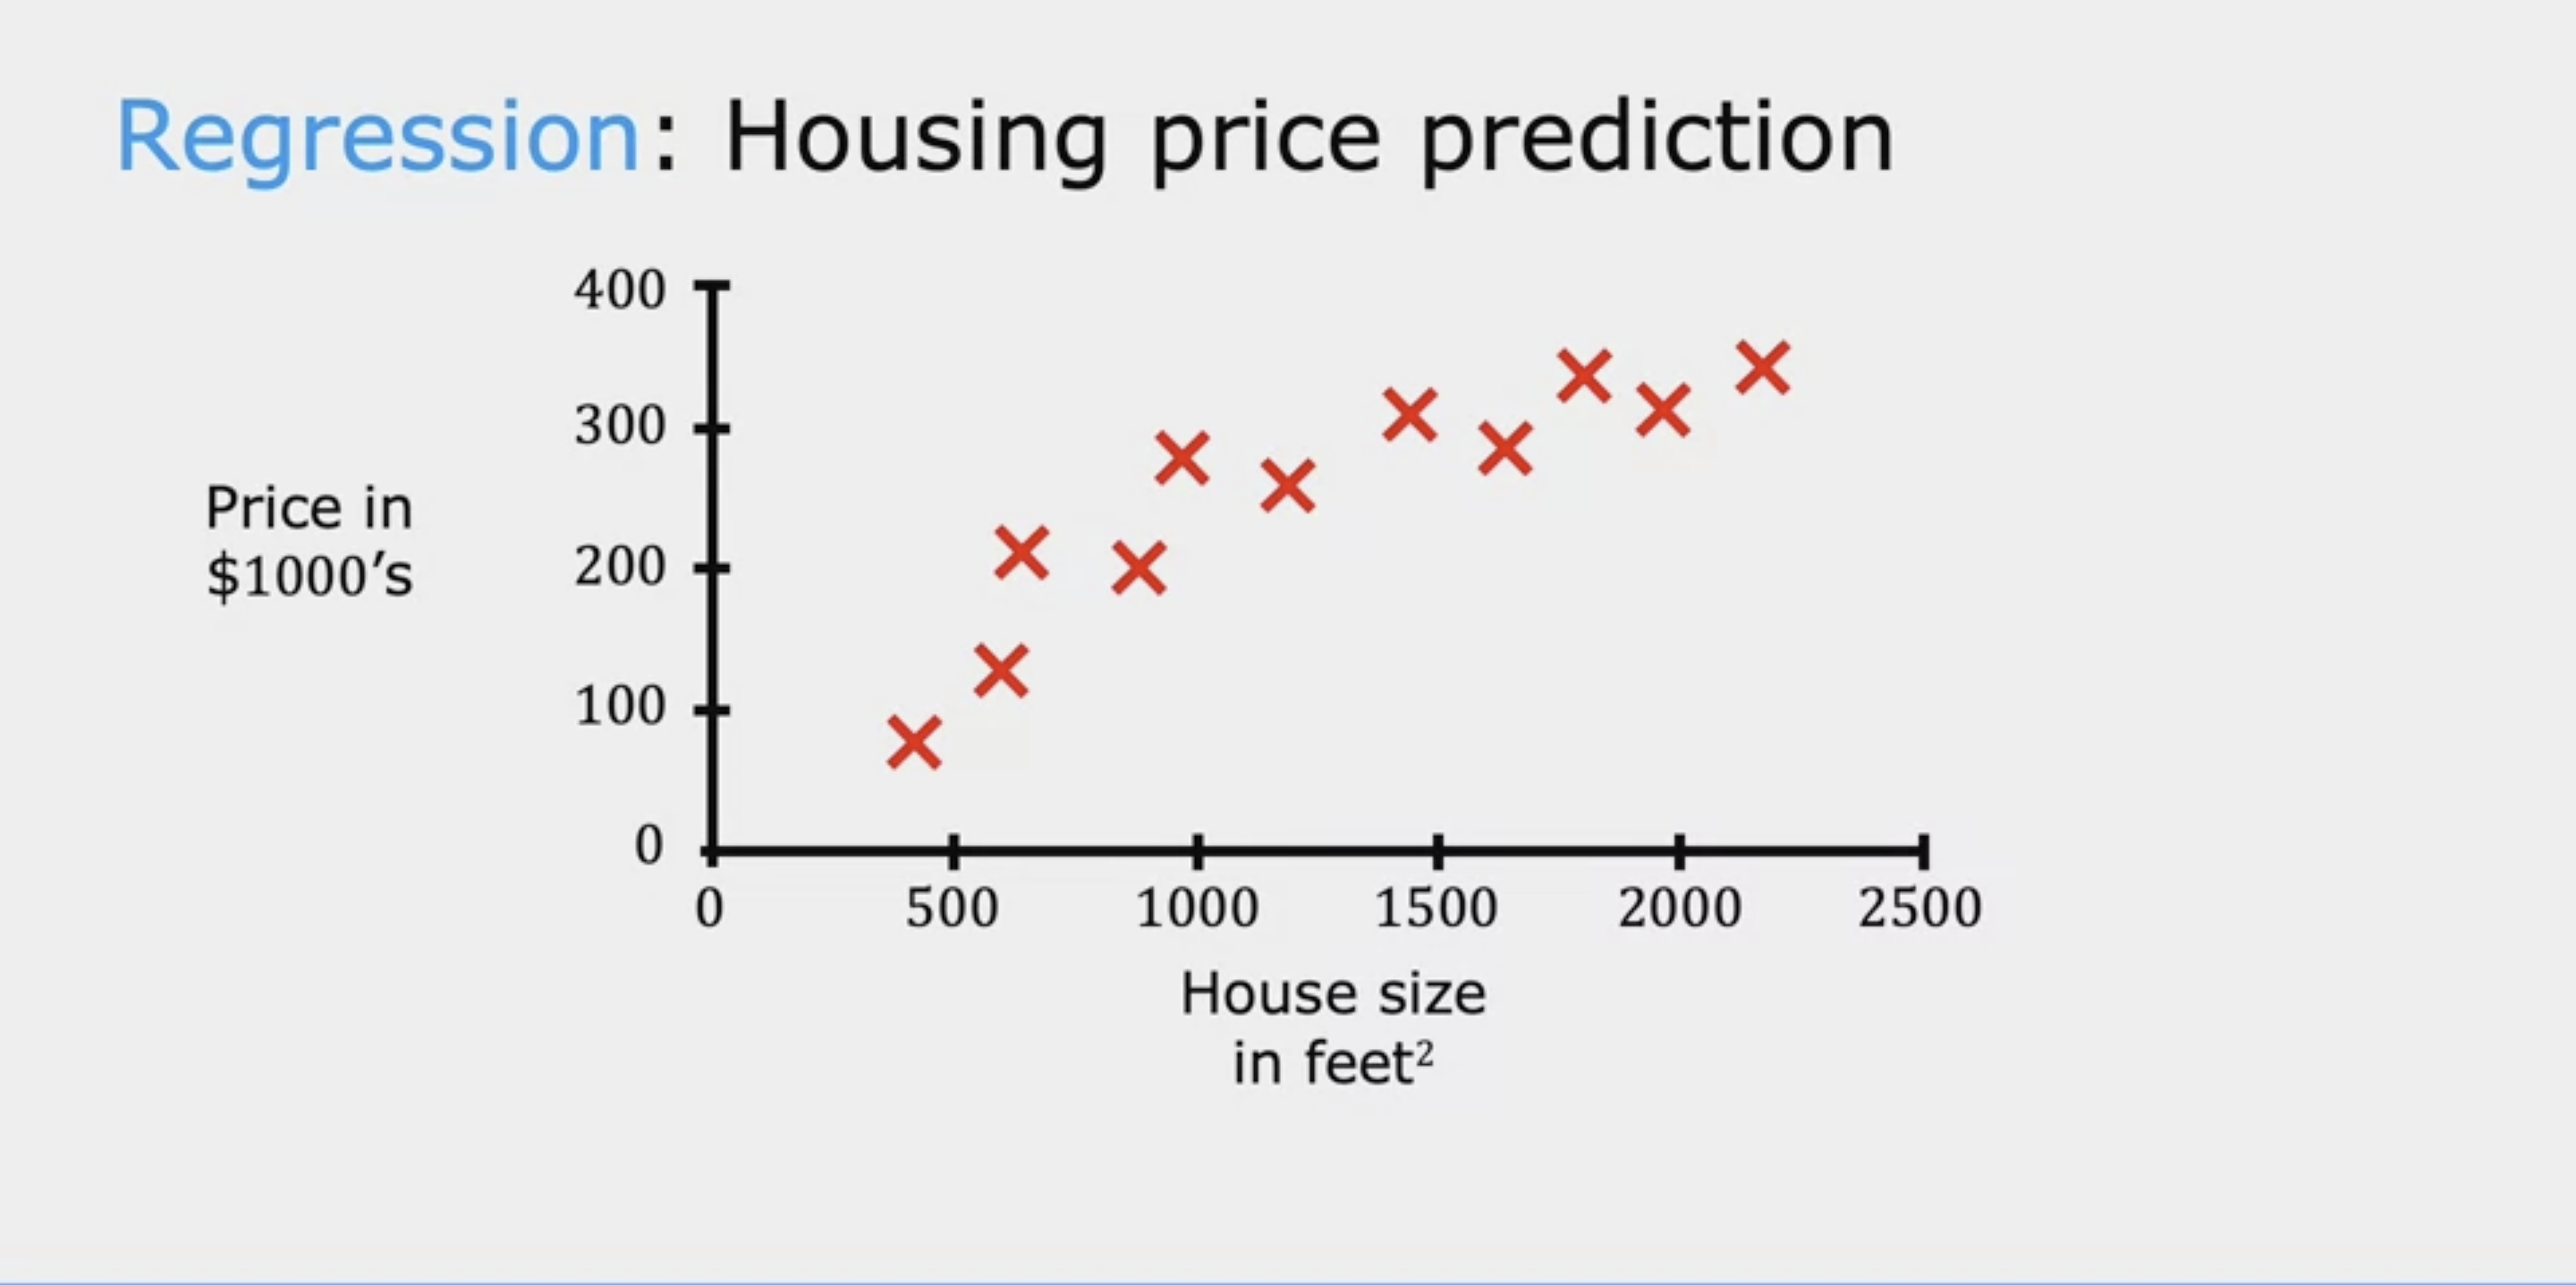 Regression: Housing price prediction
400
300
Price in
$1000’s
200
100
0
0 500 1000 1500 2000 2500
House size
in feet²